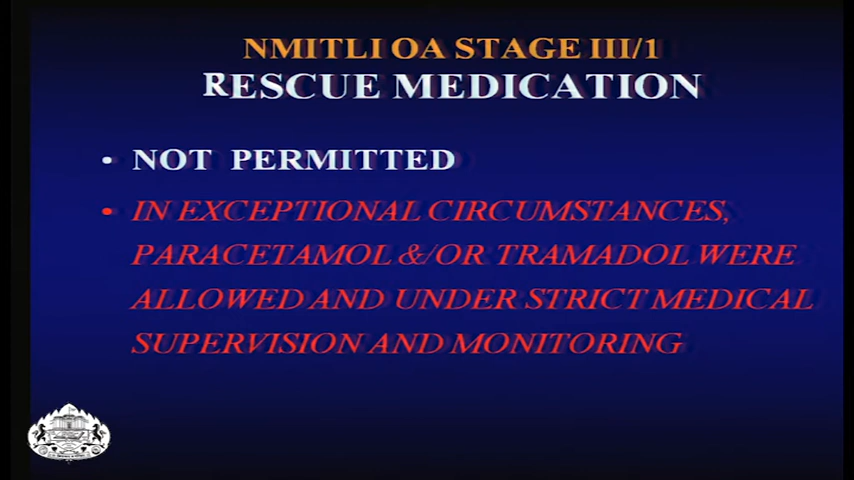 NMITLI OA STAGE III/1
RESCUE MEDICATION
• NOT PERMITTED
• IN EXCEPTIONAL CIRCUMSTANCES,
PARACETAMOL &/OR TRAMADOL WERE
ALLOWED AND UNDER STRICT MEDICAL
SUPERVISION AND MONITORING